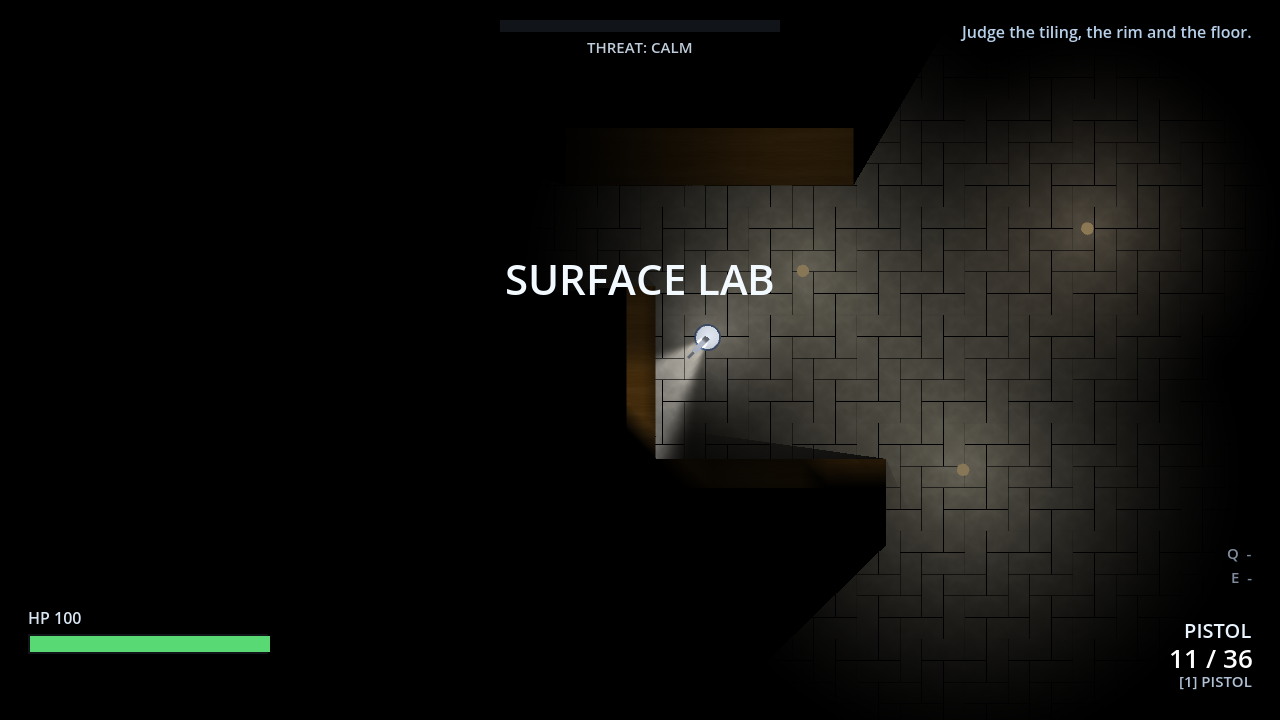 THREAT: CALM
Judge the tiling, the rim and the floor.
SURFACE LAB
Q -
E -
HP 100
PISTOL
11 / 36
[1] PISTOL